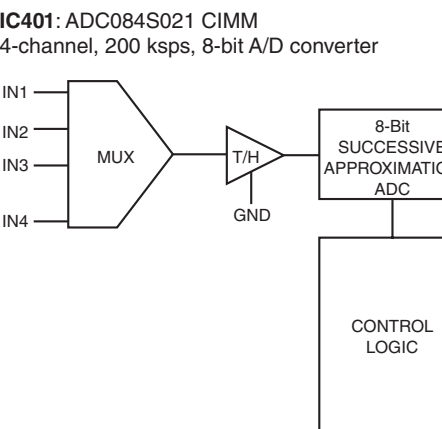 IC401: ADC084S021 CIMM
4-channel, 200 ksps, 8-bit A/D converter
IN1
IN2
IN3
IN4
MUX
T/H
GND
8-Bit
SUCCESSIVE
APPROXIMATIO
ADC
CONTROL
LOGIC